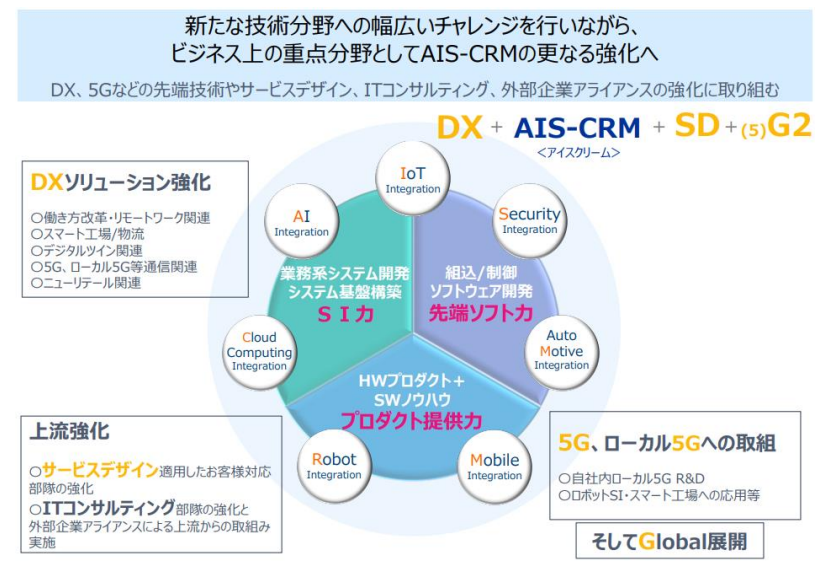 新たな技術分野への幅広いチャレンジを行いながら、
ビジネス上の重点分野としてAIS-CRMの更なる強化へ
DX、5Gなどの先端技術やサービスデザイン、ITコンサルティング、外部企業アライアンスの強化に取り組む
DX + AIS-CRM + SD+(5)G2
<アイスクリーム>
DXソリューション強化
○働き方改革・リモートワーク関連
○スマート工場/物流
○デジタルツイン関連
○5G、ローカル5G等通信関連
○ニューリテール関連
IoT
Integration
AI
Integration
Security
Integration
業務系システム開発
システム基盤構築
ＳＩ力
組込/制御
ソフトウェア開発
先端ソフト力
Cloud
Computing
Integration
Auto
Motive
Integration
HWプロダクト＋
SWノウハウ
プロダクト提供力
Robot
Integration
Mobile
Integration
上流強化
○サービスデザイン適用したお客様対応
部隊の強化
○ITコンサルティング部隊の強化と
外部企業アライアンスによる上流からの取組み
実施
5G、ローカル5Gへの取組
○自社内ローカル5G R&D
○ロボットSI・スマート工場への応用等
そしてGlobal展開